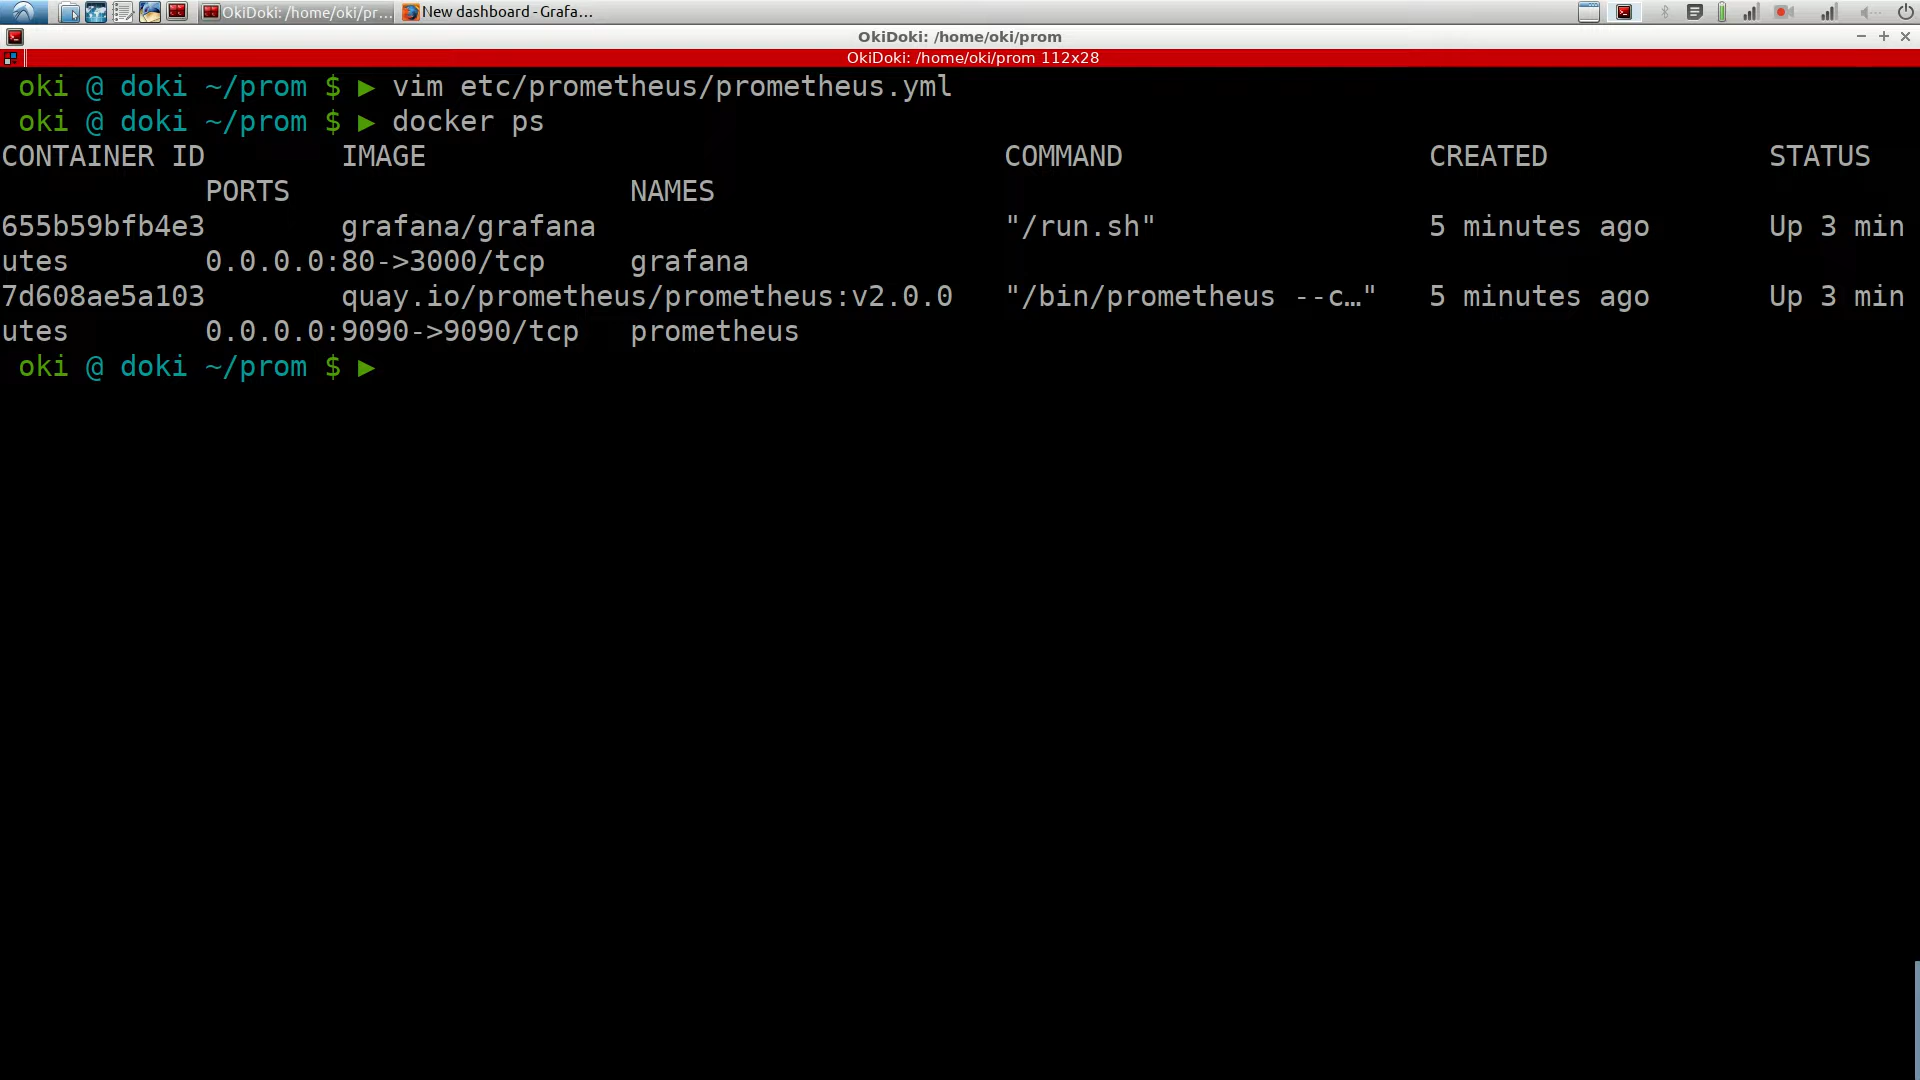 OkiDoki: /home/oki/pr... New dashboard - Grafa...
OkiDoki: /home/oki/prom
OkiDoki: /home/oki/prom 112x28
oki @ doki ~/prom $ ▶ vim etc/prometheus/prometheus.yml
oki @ doki ~/prom $ ▶ docker ps
CONTAINER ID        IMAGE                                  COMMAND                  CREATED             STATUS
            PORTS                    NAMES
655b59bfb4e3        grafana/grafana                        "/run.sh"                5 minutes ago       Up 3 min
utes        0.0.0.0:80->3000/tcp     grafana
7d608ae5a103        quay.io/prometheus/prometheus:v2.0.0   "/bin/prometheus --c…"   5 minutes ago       Up 3 min
utes        0.0.0.0:9090->9090/tcp   prometheus
oki @ doki ~/prom $ ▶